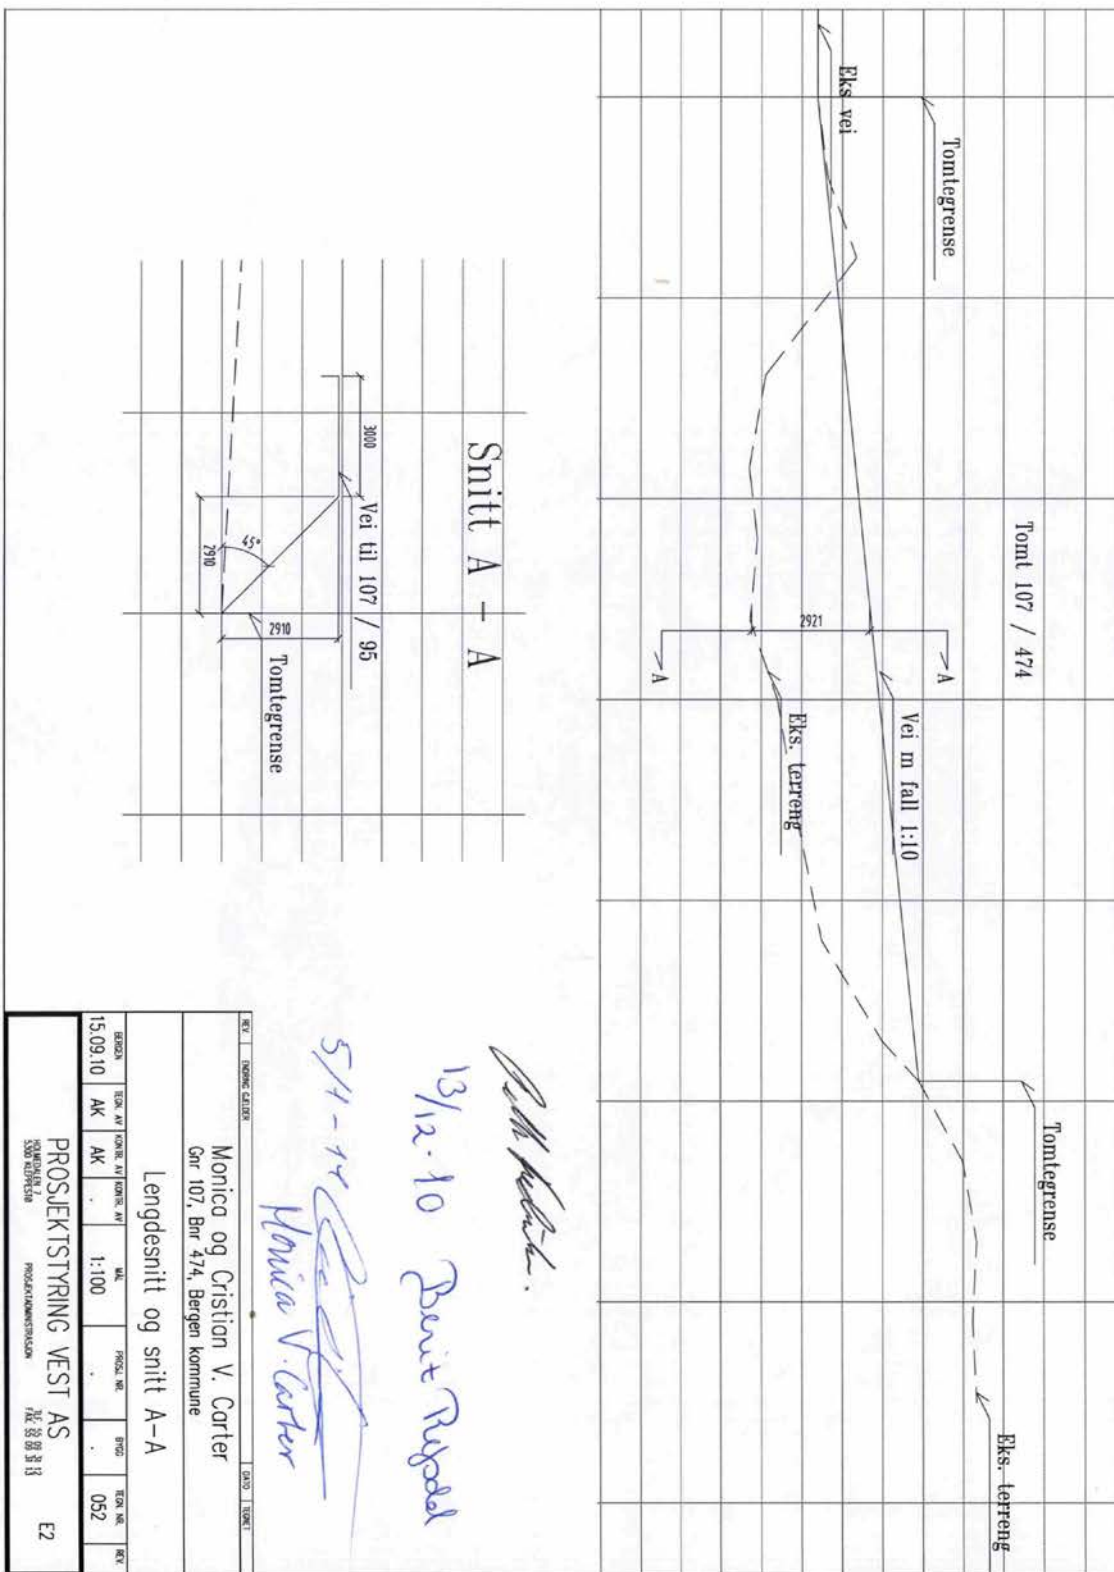 Eks vei
Tomtegrense
Tomt 107 / 474
2921
A
A
Vei m fall 1:10
Eks. terreng
Tomtegrense
Eks. terreng
Snitt A - A
3000
Vei til 107 / 95
45°
2910
2910
Tomtegrense
13/12-10 Berit
Monica V. Carter
REV. ENDRING GJELDER DATO TEGNET
Monica og Cristian V. Carter
Gnr 107, Bnr 474, Bergen kommune
Lengdesnitt og snitt A-A
BERGEN TEGN. AV KONTR. AV KONTR. AV MÅL PROSJ. NR. BYGG TEGN. NR. REV.
15.09.10 AK AK . 1:100 . . 052
PROSJEKTSTYRING VEST AS E2
PROSJEKTADMINISTRASJON